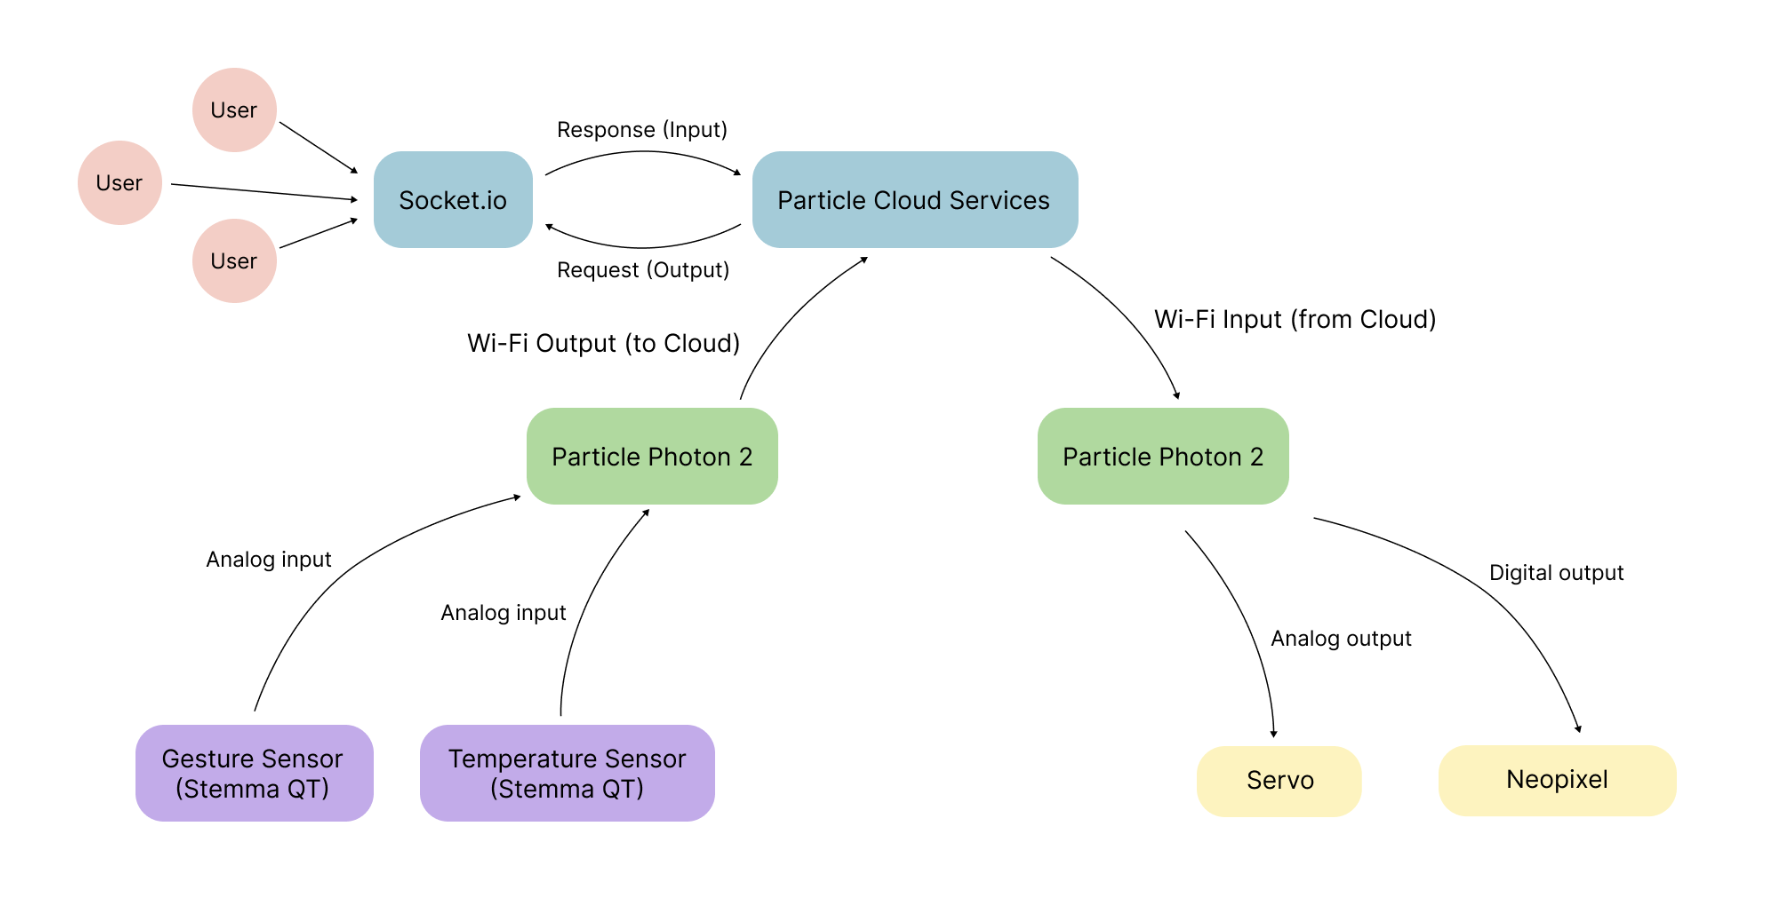 User
User
User
Socket.io
Response (Input)
Request (Output)
Particle Cloud Services
Wi-Fi Output (to Cloud)
Wi-Fi Input (from Cloud)
Particle Photon 2
Particle Photon 2
Analog input
Analog input
Analog output
Digital output
Gesture Sensor
(Stemma QT)
Temperature Sensor
(Stemma QT)
Servo
Neopixel